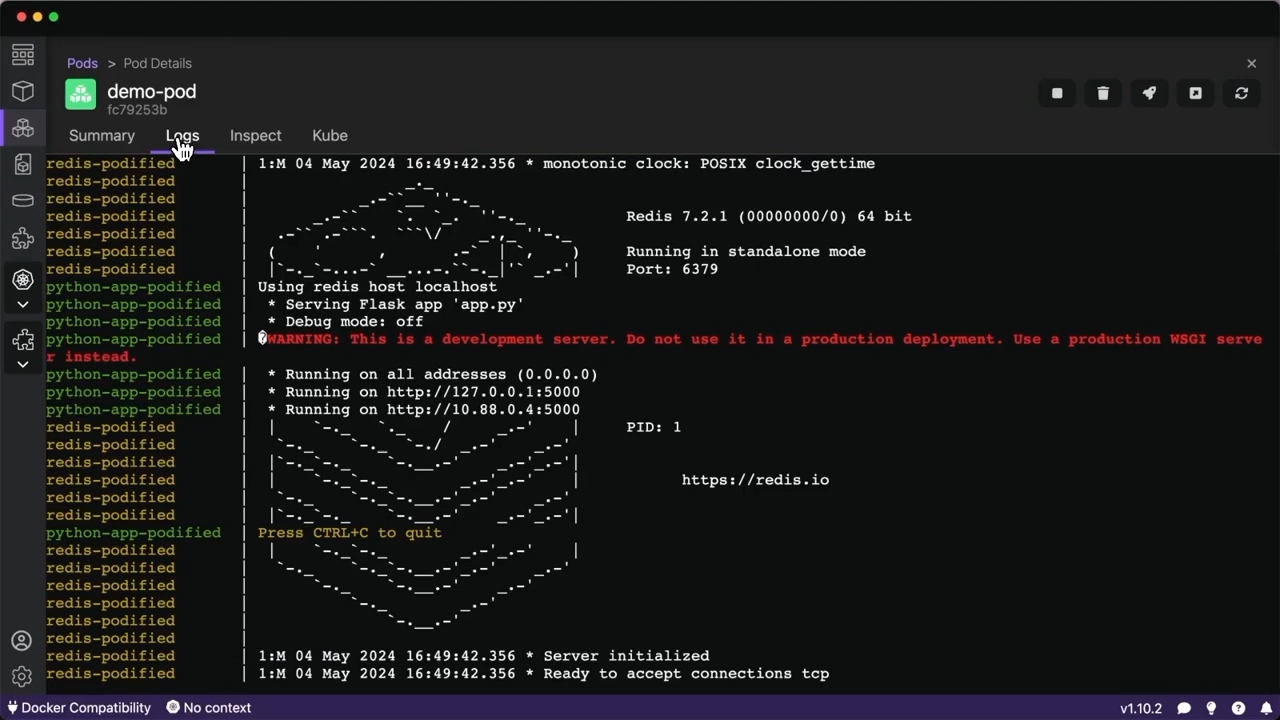 Pods > Pod Details
demo-pod
fc79253b
Summary Logs Inspect Kube
redis-podified | 1:M 04 May 2024 16:49:42.356 * monotonic clock: POSIX clock_gettime
redis-podified |
redis-podified |
redis-podified | Redis 7.2.1 (00000000/0) 64 bit
redis-podified |
redis-podified | Running in standalone mode
redis-podified | Port: 6379
python-app-podified | Using redis host localhost
python-app-podified | * Serving Flask app 'app.py'
python-app-podified | * Debug mode: off
python-app-podified | �WARNING: This is a development server. Do not use it in a production deployment. Use a production WSGI serve
r instead.
python-app-podified | * Running on all addresses (0.0.0.0)
python-app-podified | * Running on http://127.0.0.1:5000
python-app-podified | * Running on http://10.88.0.4:5000
redis-podified | PID: 1
redis-podified |
redis-podified |
redis-podified | https://redis.io
redis-podified |
redis-podified |
python-app-podified | Press CTRL+C to quit
redis-podified |
redis-podified |
redis-podified |
redis-podified |
redis-podified |
redis-podified |
redis-podified | 1:M 04 May 2024 16:49:42.356 * Server initialized
redis-podified | 1:M 04 May 2024 16:49:42.356 * Ready to accept connections tcp
Docker Compatibility No context v1.10.2